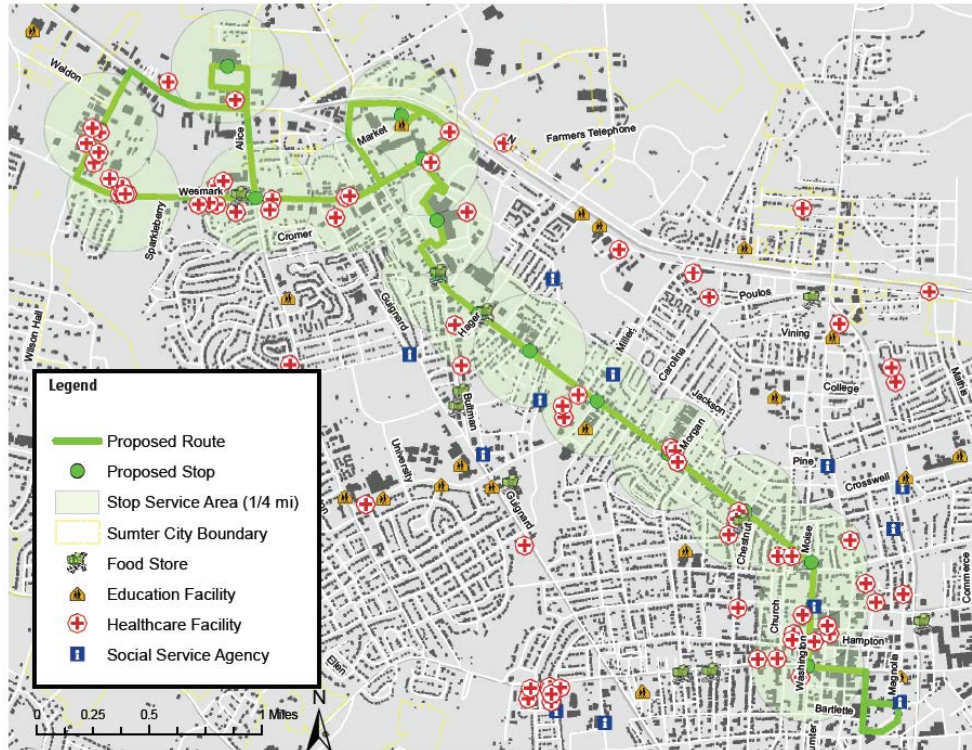 Weldon
Alice
Market
N
Farmers Telephone
Wesmark
Sparkleberry
Cromer
Guignard
Wilson Hall
Hager
Poulos
Miller
Vining
Carolina
College
Mathis
Jackson
Bultman
Morgan
University
Pine
Crosswell
Guignard
Chestnut
Moise
Commerce
Church
Hampton
Washington
Magnolia
Bartlette
Ellen
Legend
Proposed Route
Proposed Stop
Stop Service Area (1/4 mi)
Sumter City Boundary
Food Store
Education Facility
Healthcare Facility
Social Service Agency
N
0 0.25 0.5 1 Miles